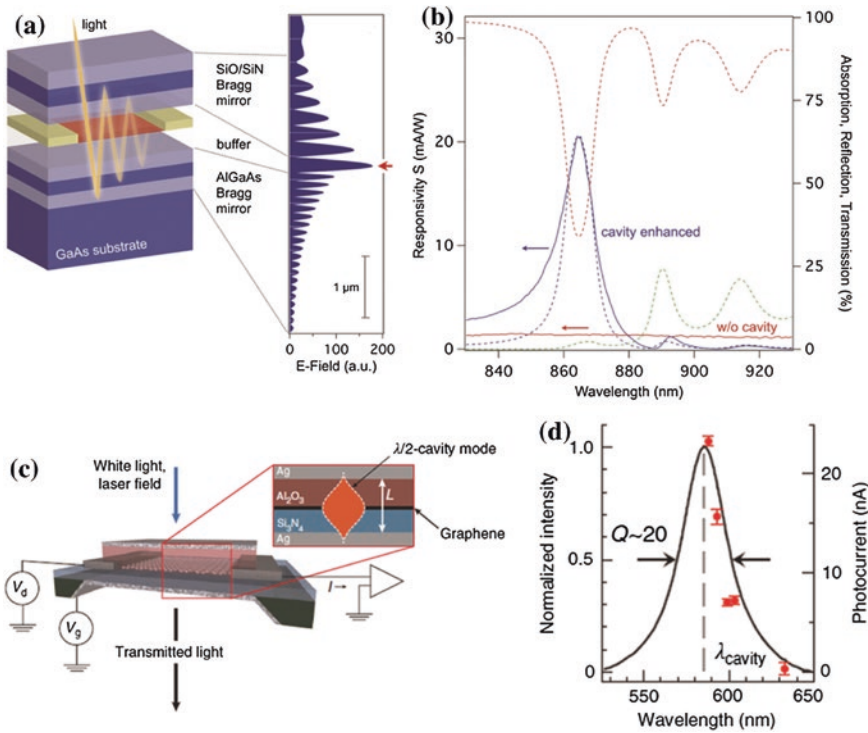 (a)
light
SiO/SiN
Bragg
mirror
buffer
AlGaAs
Bragg
mirror
GaAs substrate
1 μm
0
100
200
E-Field (a.u.)
(b)
30
20
10
0
Responsivity S (mA/W)
cavity enhanced
w/o cavity
840
860
880
900
920
Wavelength (nm)
100
75
50
25
0
Absorption, Reflection, Transmission (%)
(c)
White light,
laser field
λ/2-cavity mode
Ag
Al₂O₃
Si₃N₄
Ag
L
Graphene
V_d
V_g
I →
Transmitted light
(d)
1.0
0.5
0
Normalized intensity
Q~20
λ_cavity
550
600
650
Wavelength (nm)
20
10
0
Photocurrent (nA)